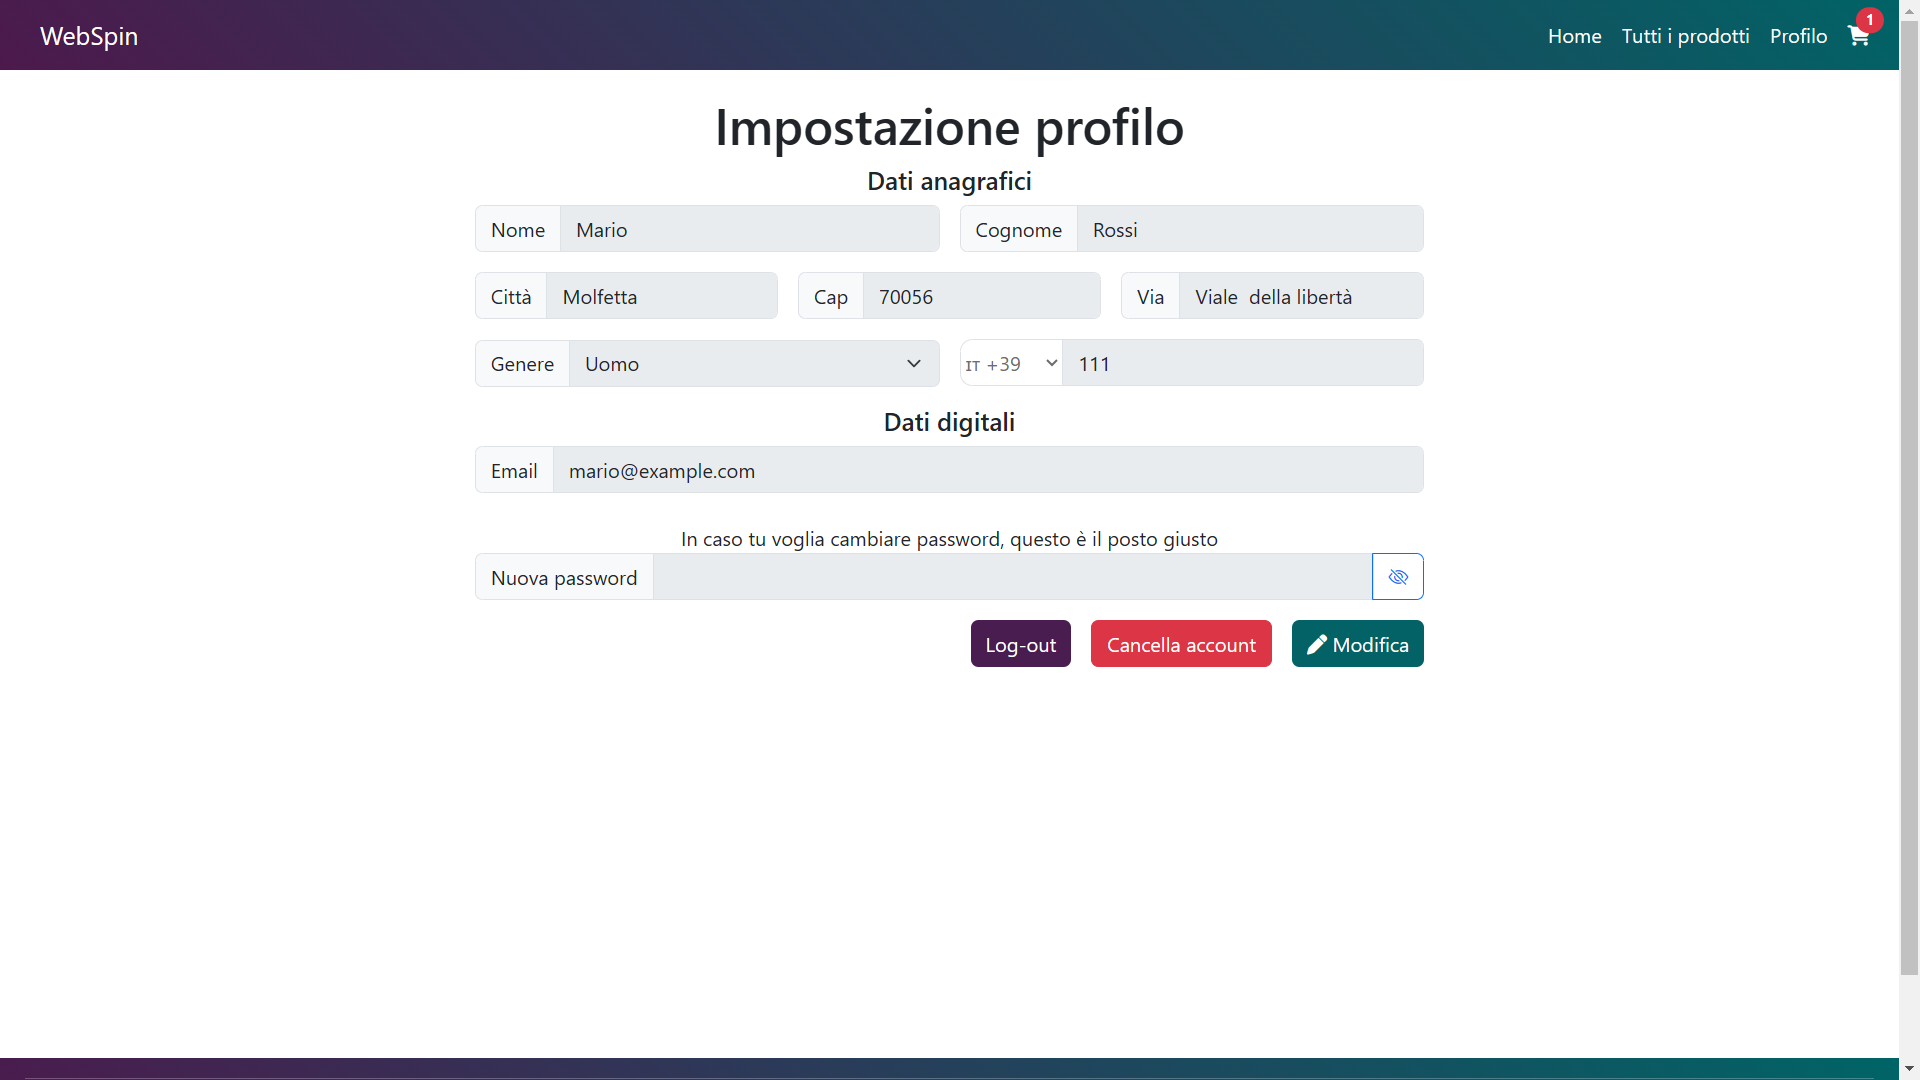 WebSpin Home Tutti i prodotti Profilo 1
Impostazione profilo
Dati anagrafici
Nome Mario Cognome Rossi
Città Molfetta Cap 70056 Via Viale della libertà
Genere Uomo IT +39 111
Dati digitali
Email mario@example.com
In caso tu voglia cambiare password, questo è il posto giusto
Nuova password
Log-out Cancella account Modifica